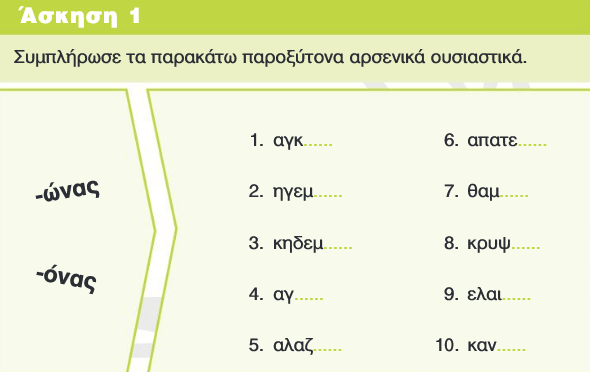 Άσκηση 1
Συμπλήρωσε τα παρακάτω παροξύτονα αρσενικά ουσιαστικά.
-ώνας
-όνας
1. αγκ......
2. ηγεμ......
3. κηδεμ......
4. αγ......
5. αλαζ......
6. απατε......
7. θαμ......
8. κρυψ......
9. ελαι......
10. καν......